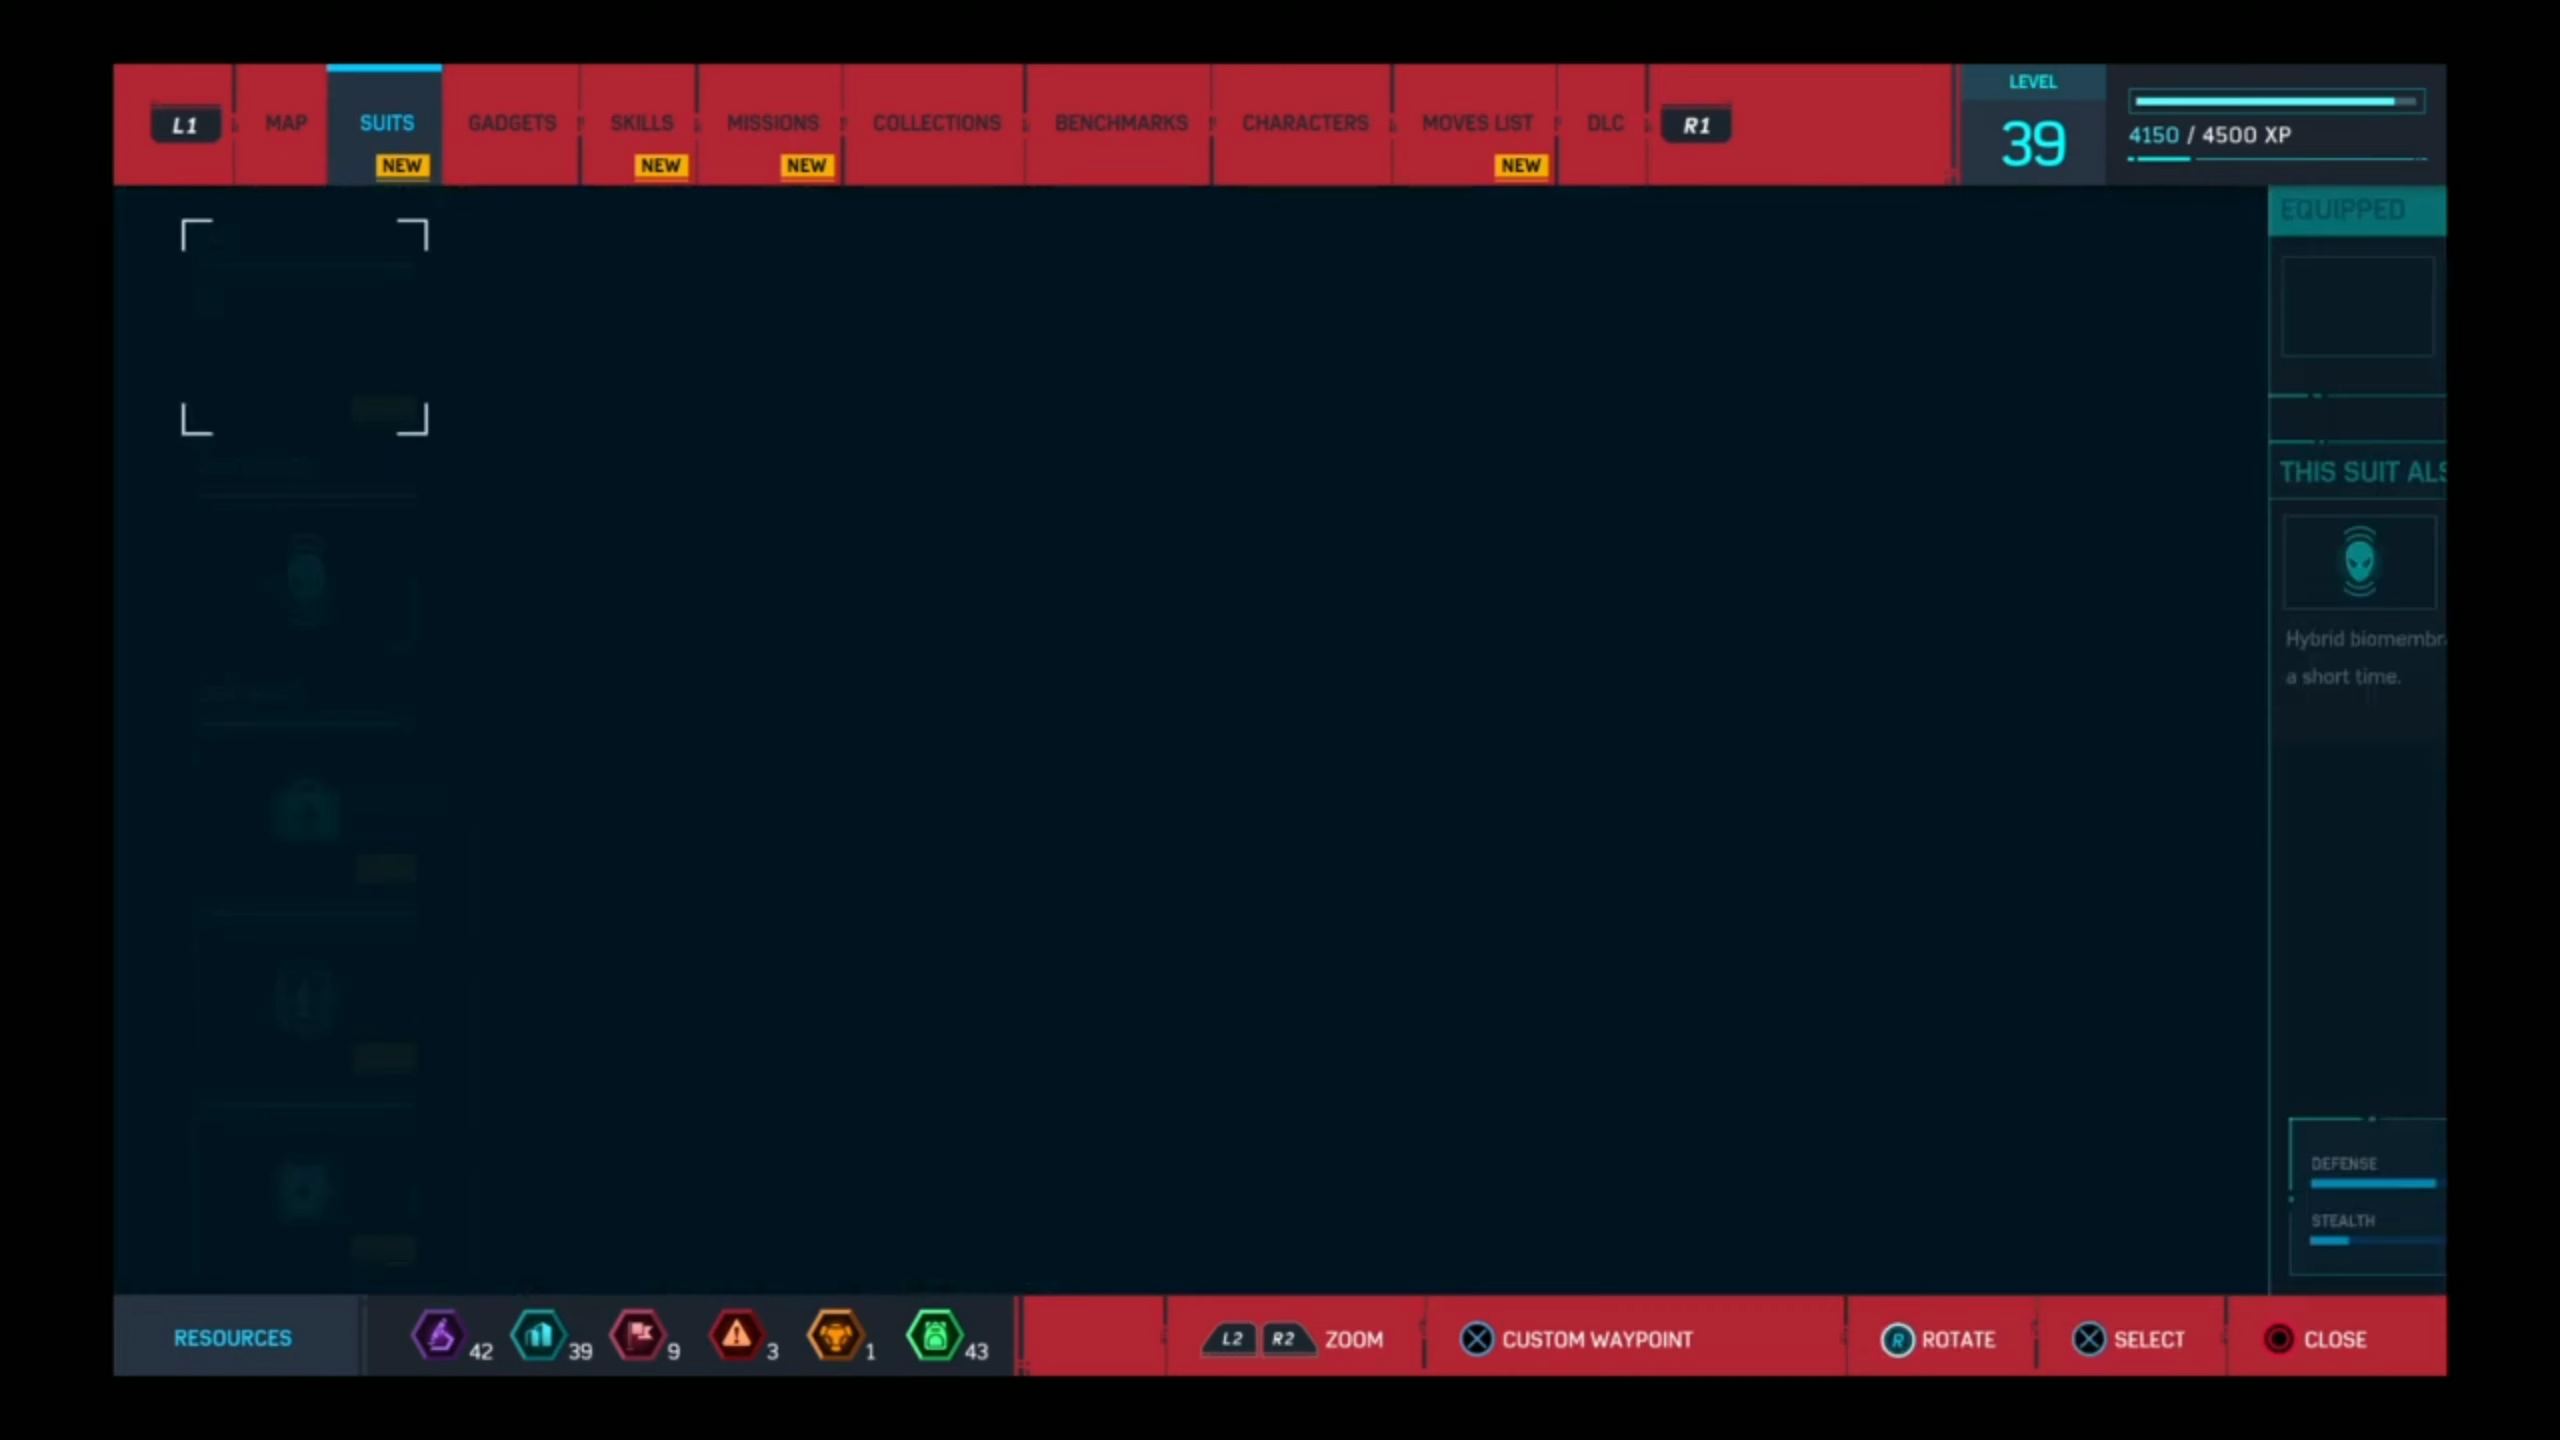 L1 MAP SUITS GADGETS SKILLS MISSIONS COLLECTIONS BENCHMARKS CHARACTERS MOVES LIST DLC R1
NEW NEW NEW NEW
LEVEL
39
4150 / 4500 XP
EQUIPPED
THIS SUIT ALS
Hybrid biomembr
a short time.
DEFENSE
STEALTH
RESOURCES 42 39 9 3 1 43 L2 R2 ZOOM CUSTOM WAYPOINT R ROTATE SELECT CLOSE